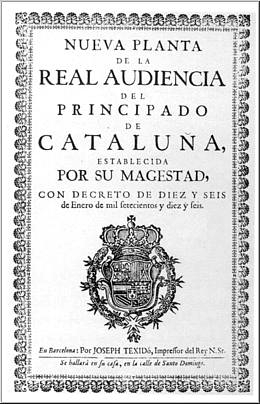 NUEVA PLANTA
DE LA
REAL AUDIENCIA
DEL
PRINCIPADO
DE
CATALUÑA,
ESTABLECIDA
POR SU MAGESTAD,
CON DECRETO DE DIEZ Y SEIS
de Enero de mil setecientos y diez y seis.
En Barcelona: Por JOSEPH TEXIDÓ, Impressor del Rey N. Sr.
Se hallarà en su casa, en la calle de Santo Domingo.